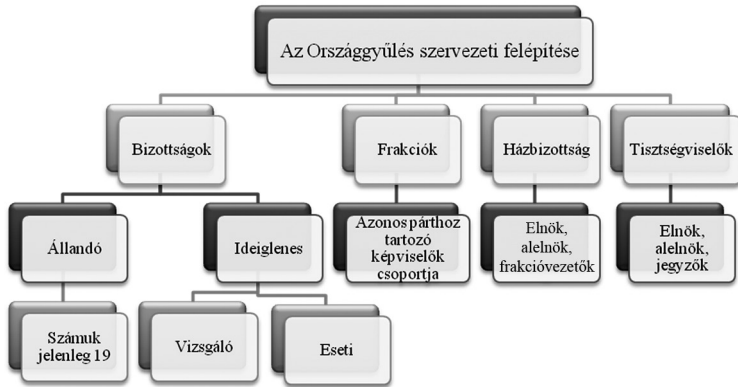 Az Országgyűlés szervezeti felépítése
Bizottságok
Frakciók
Házbizottság
Tisztségviselők
Állandó
Ideiglenes
Azonos párthoz
tartozó
képviselők
csoportja
Elnök,
alelnök,
frakcióvezetők
Elnök,
alelnök,
jegyzők
Számuk
jelenleg 19
Vizsgáló
Eseti